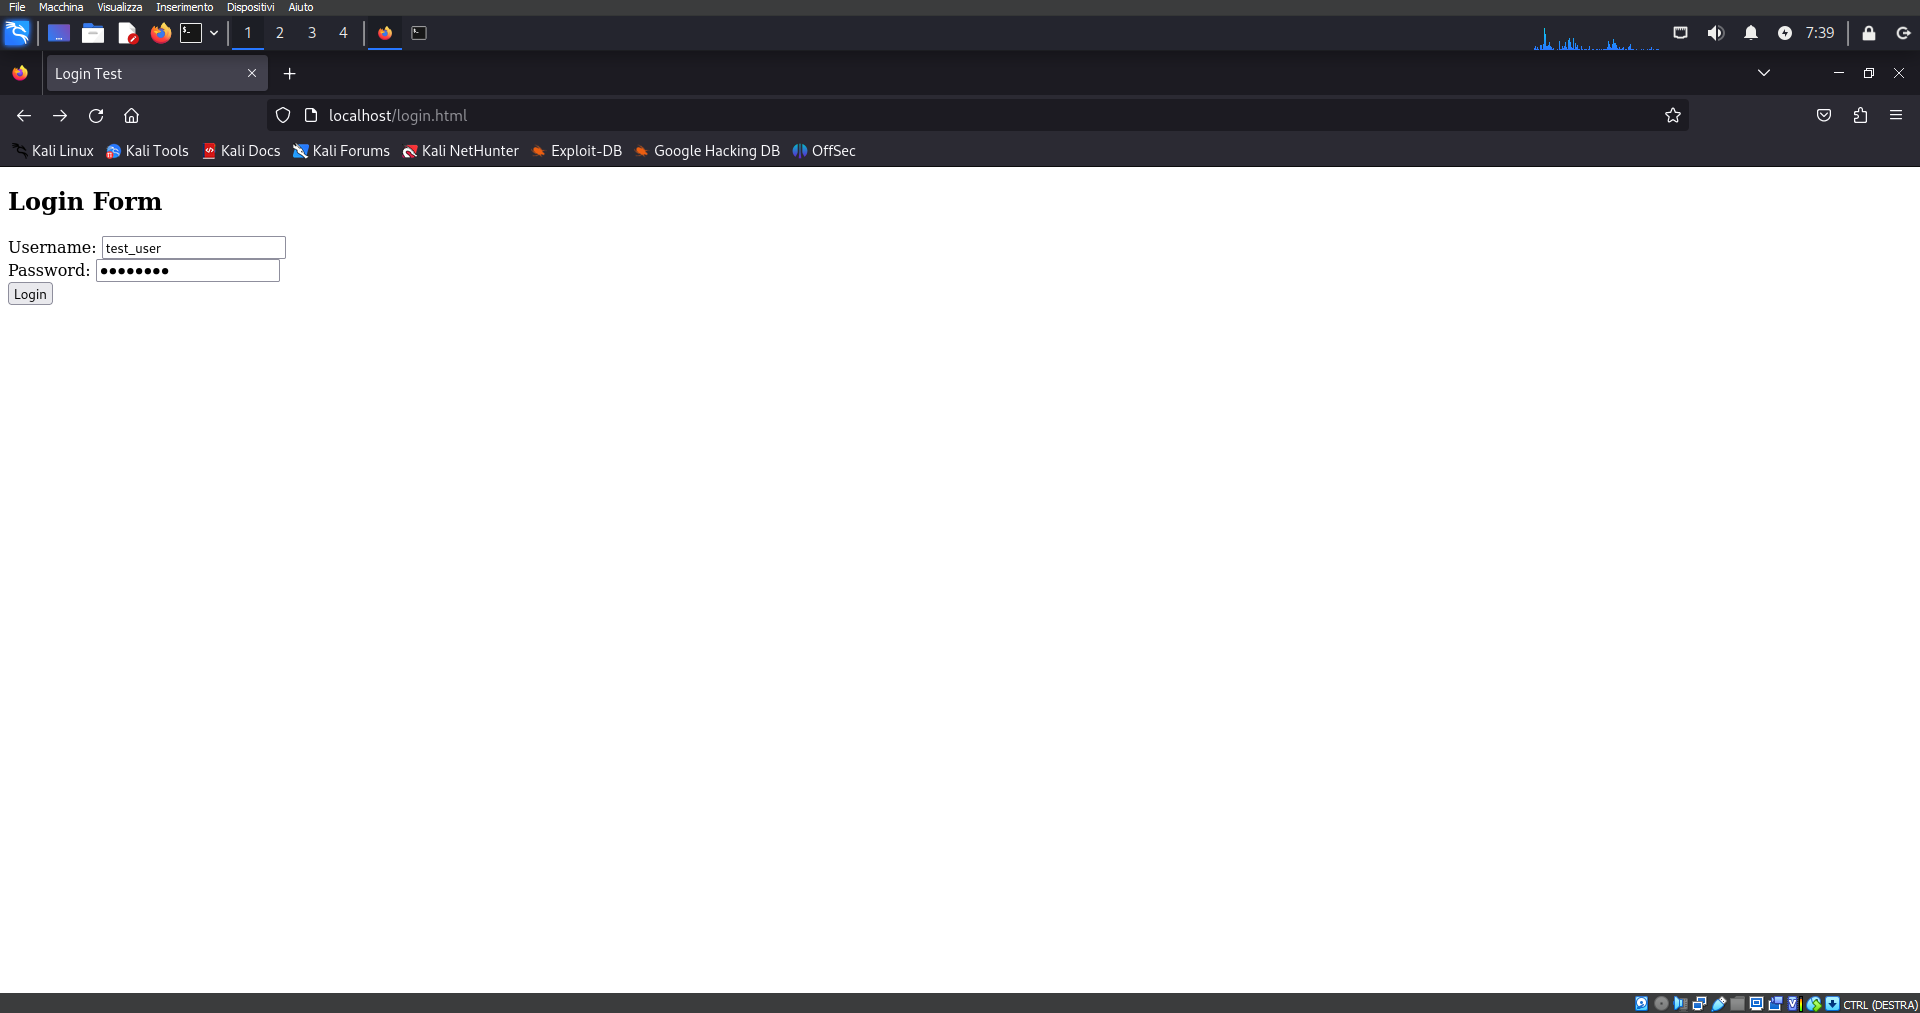 File Macchina Visualizza Inserimento Dispositivi Aiuto
1 2 3 4 7:39
Login Test
localhost/login.html
Kali Linux Kali Tools Kali Docs Kali Forums Kali NetHunter Exploit-DB Google Hacking DB OffSec
Login Form
Username: test_user
Password: ●●●●●●●●
Login
CTRL (DESTRA)